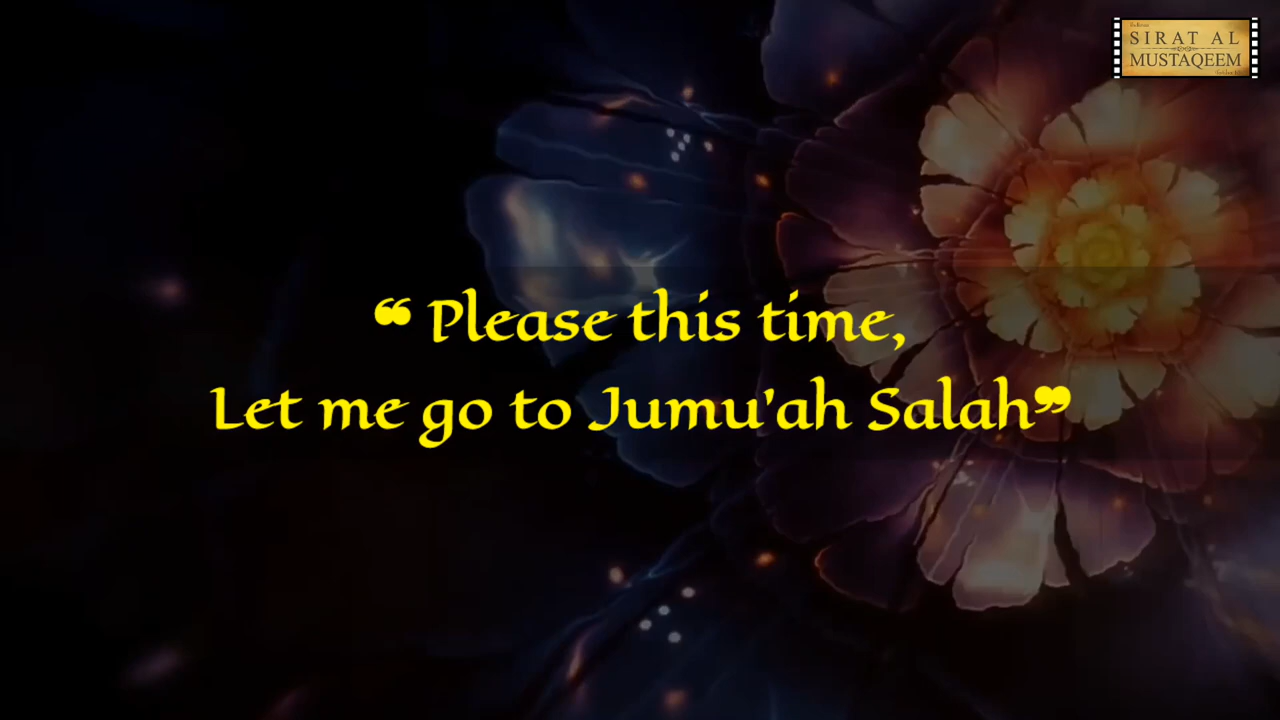 SIRAT AL
MUSTAQEEM
❝ Please this time,
Let me go to Jumu'ah Salah❞